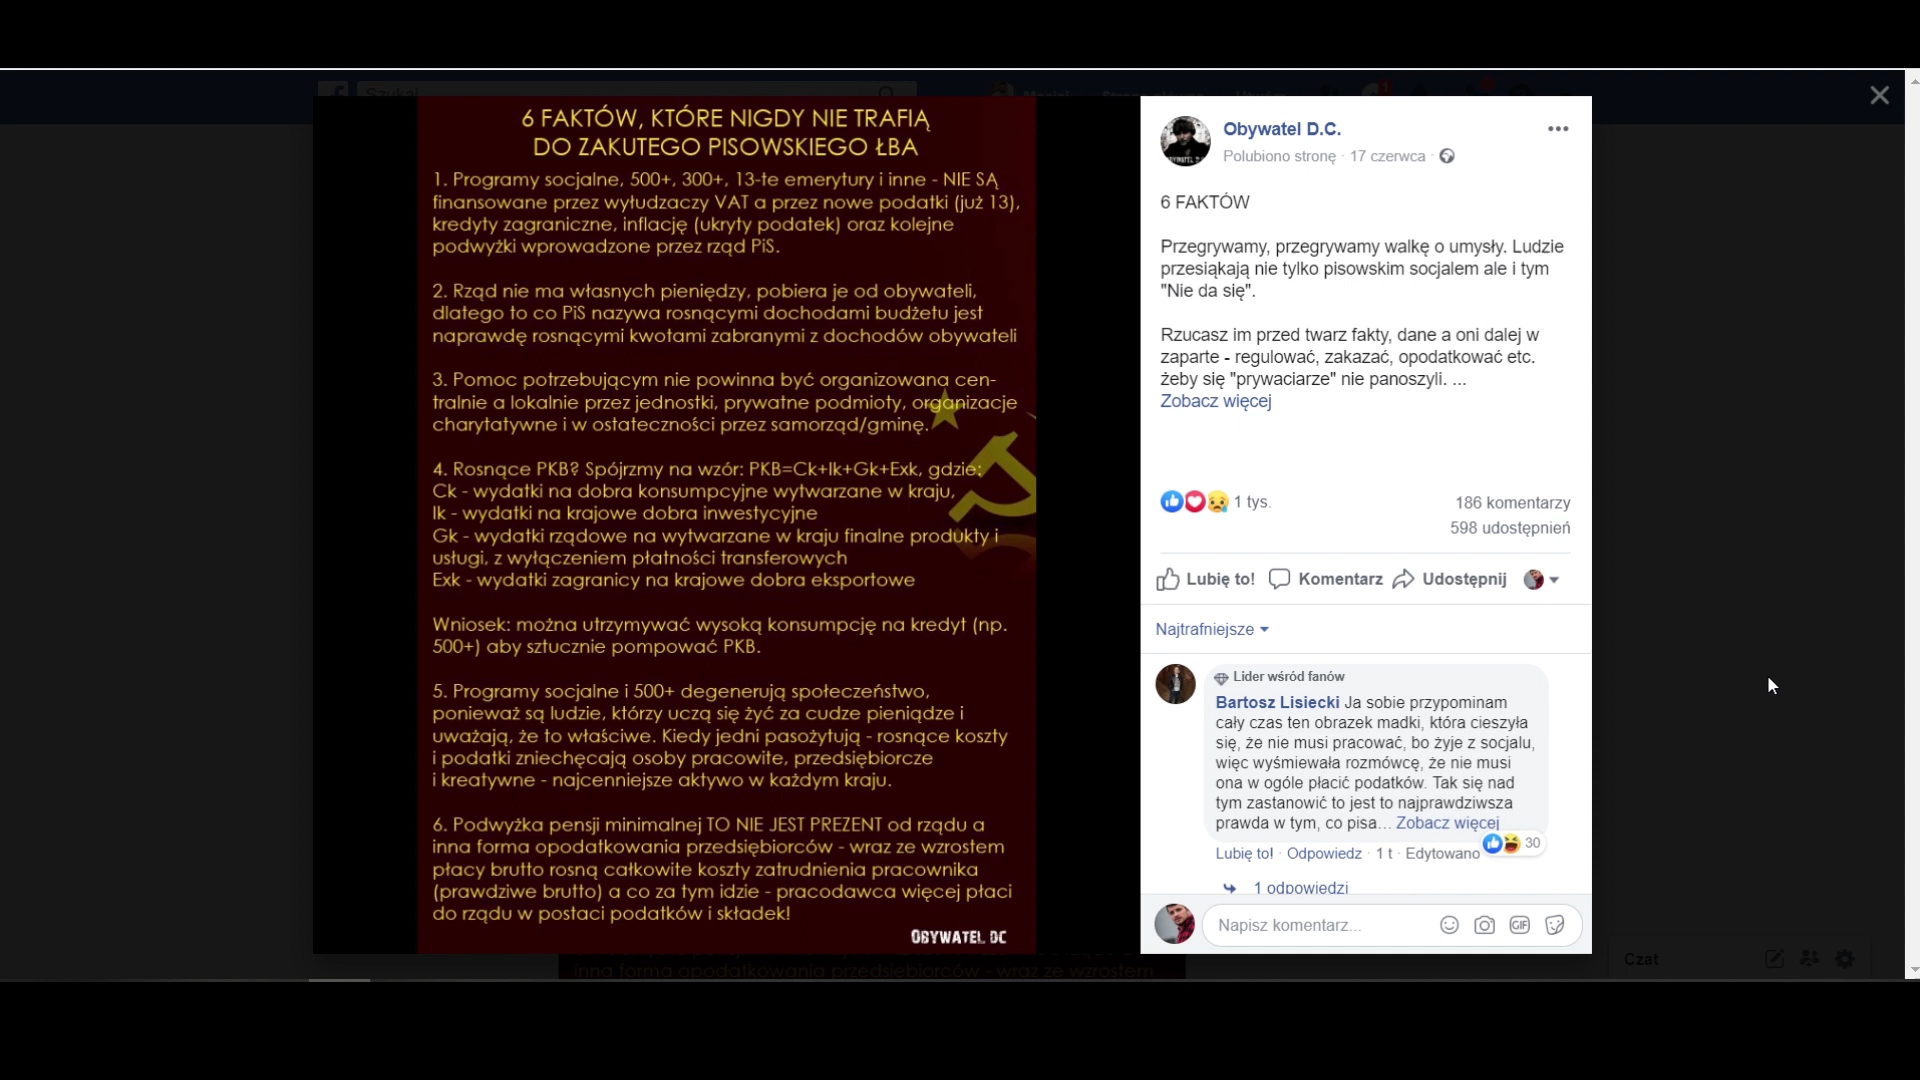 Szukaj
6 FAKTÓW, KTÓRE NIGDY NIE TRAFIĄ
DO ZAKUTEGO PISOWSKIEGO ŁBA
1. Programy socjalne, 500+, 300+, 13-te emerytury i inne - NIE SĄ
finansowane przez wyłudzaczy VAT a przez nowe podatki (już 13),
kredyty zagraniczne, inflację (ukryty podatek) oraz kolejne
podwyżki wprowadzone przez rząd PiS.
2. Rząd nie ma własnych pieniędzy, pobiera je od obywateli,
dlatego to co PiS nazywa rosnącymi dochodami budżetu jest
naprawdę rosnącymi kwotami zabranymi z dochodów obywateli
3. Pomoc potrzebującym nie powinna być organizowana cen-
tralnie a lokalnie przez jednostki, prywatne podmioty, organizacje
charytatywne i w ostateczności przez samorząd/gminę.
4. Rosnące PKB? Spójrzmy na wzór: PKB=Ck+Ik+Gk+Exk, gdzie:
Ck - wydatki na dobra konsumpcyjne wytwarzane w kraju,
Ik - wydatki na krajowe dobra inwestycyjne
Gk - wydatki rządowe na wytwarzane w kraju finalne produkty i
usługi, z wyłączeniem płatności transferowych
Exk - wydatki zagranicy na krajowe dobra eksportowe
Wniosek: można utrzymywać wysoką konsumpcję na kredyt (np.
500+) aby sztucznie pompować PKB.
5. Programy socjalne i 500+ degenerują społeczeństwo,
ponieważ są ludzie, którzy uczą się żyć za cudze pieniądze i
uważają, że to właściwe. Kiedy jedni pasożytują - rosnące koszty
i podatki zniechęcają osoby pracowite, przedsiębiorcze
i kreatywne - najcenniejsze aktywo w każdym kraju.
6. Podwyżka pensji minimalnej TO NIE JEST PREZENT od rządu a
inna forma opodatkowania przedsiębiorców - wraz ze wzrostem
płacy brutto rosną całkowite koszty zatrudnienia pracownika
(prawdziwe brutto) a co za tym idzie - pracodawca więcej płaci
do rządu w postaci podatków i składek!
OBYWATEL DC
inna forma opodatkowania przedsiębiorców - wraz ze wzrostem
Obywatel D.C.
Polubiono stronę · 17 czerwca ·
6 FAKTÓW
Przegrywamy, przegrywamy walkę o umysły. Ludzie
przesiąkają nie tylko pisowskim socjalem ale i tym
"Nie da się".
Rzucasz im przed twarz fakty, dane a oni dalej w
zaparte - regulować, zakazać, opodatkować etc.
żeby się "prywaciarze" nie panoszyli. ...
Zobacz więcej
1 tys.
186 komentarzy
598 udostępnień
Lubię to! Komentarz Udostępnij
Najtrafniejsze
Lider wśród fanów
Bartosz Lisiecki Ja sobie przypominam
cały czas ten obrazek madki, która cieszyła
się, że nie musi pracować, bo żyje z socjalu,
więc wyśmiewała rozmówcę, że nie musi
ona w ogóle płacić podatków. Tak się nad
tym zastanowić to jest to najprawdziwsza
prawda w tym, co pisa... Zobacz więcej
30
Lubię to! · Odpowiedz · 1 t · Edytowano
1 odpowiedzi
Napisz komentarz...
GIF
Czat